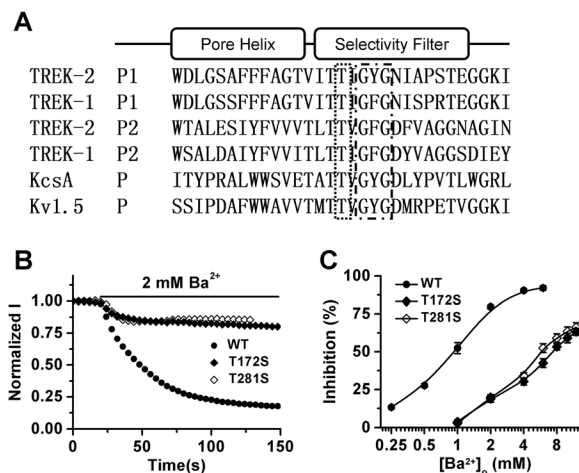 A
Pore Helix Selectivity Filter
TREK-2 P1 WDLGSAFFFAGTVITTIGYGNIAPSTEGGKI
TREK-1 P1 WDLGSSFFFAGTVITTIGFGNISPRTEGGKI
TREK-2 P2 WTALESIYFVVVTLTTVGFGDFVAGGNAGIN
TREK-1 P2 WSALDAIYFVVITLTTIGFGDYVAGGSDIEY
KcsA P ITYPRALWWSVETATTVGYGDLYPVTLWGRL
Kv1.5 P SSIPDAFWWAVVTMTTVGYGDMRPETVGGKI
B
2 mM Ba²⁺
Normalized I
1.00
0.75
0.50
0.25
0.00
WT
T172S
T281S
0 50 100 150
Time(s)
C
Inhibition (%)
100
75
50
25
0
WT
T172S
T281S
0.25 0.5 1 2 4 8
[Ba²⁺]ₒ (mM)